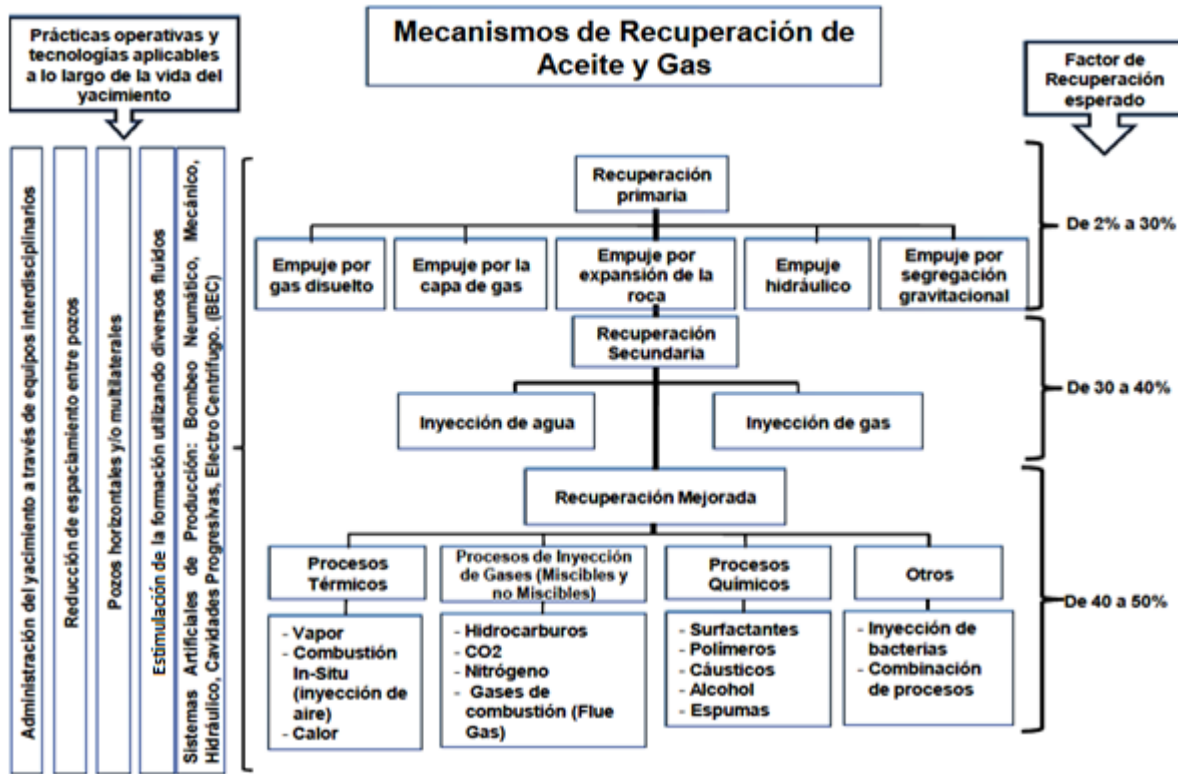 Prácticas operativas y
tecnologías aplicables
a lo largo de la vida del
yacimiento
Mecanismos de Recuperación de
Aceite y Gas
Factor de
Recuperación
esperado
Administración del yacimiento a través de equipos interdisciplinarios
Reducción de espaciamiento entre pozos
Pozos horizontales y/o multilaterales
Estimulación de la formación utilizando diversos fluidos
Sistemas Artificiales de Producción: Bombeo Neumático, Mecánico,
Hidráulico, Cavidades Progresivas, Electro Centrífugo. (BEC)
Recuperación
primaria
De 2% a 30%
Empuje por
gas disuelto
Empuje por la
capa de gas
Empuje por
expansión de la
roca
Empuje
hidráulico
Empuje por
segregación
gravitacional
Recuperación
Secundaria
De 30 a 40%
Inyección de agua
Inyección de gas
Recuperación Mejorada
Procesos
Térmicos
Procesos de Inyección
de Gases (Miscibles y
no Miscibles)
Procesos
Químicos
Otros
De 40 a 50%
- Vapor
- Combustión
In-Situ
(inyección de
aire)
- Calor
- Hidrocarburos
- CO2
- Nitrógeno
- Gases de
combustión (Flue
Gas)
- Surfactantes
- Polímeros
- Cáusticos
- Alcohol
- Espumas
- Inyección de
bacterias
- Combinación
de procesos